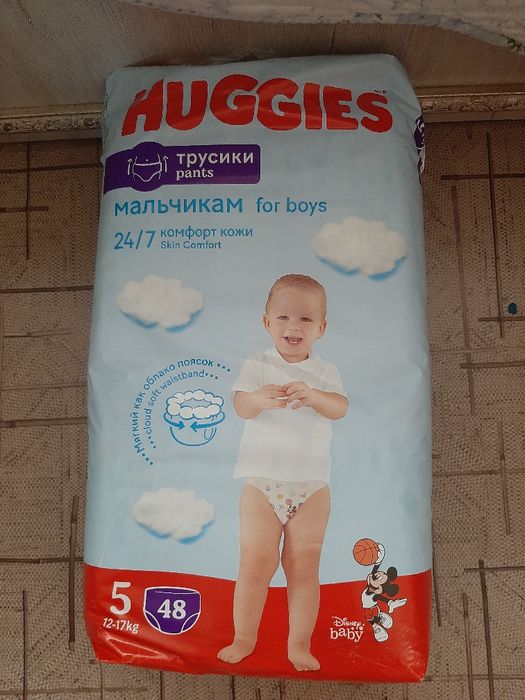 HUGGIES
трусики
pants
мальчикам for boys
24/7 комфорт кожи
Skin Comfort
Мягкий как облако поясок
cloud soft waistband
5
12-17kg
48
Disney
baby